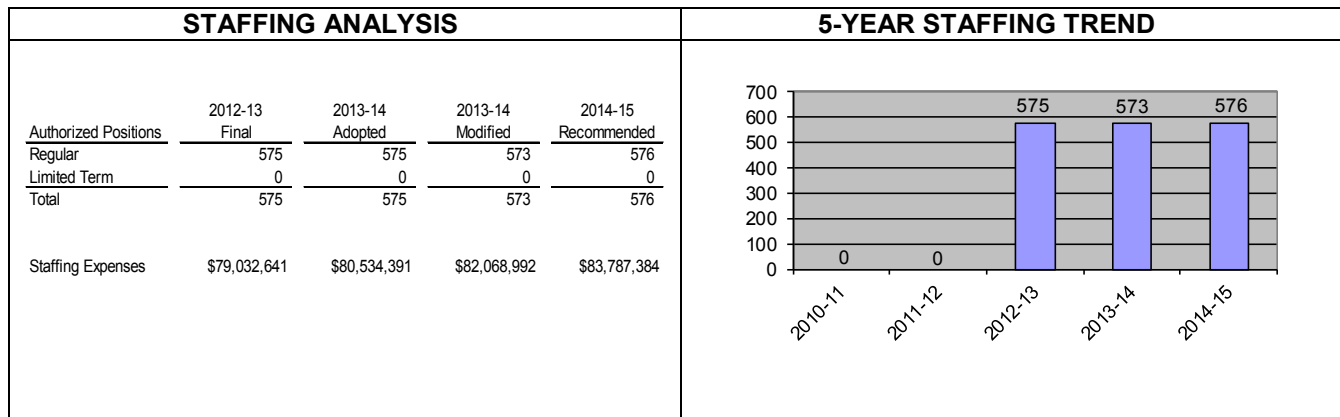 STAFFING ANALYSIS
2012-13 2013-14 2013-14 2014-15
Authorized Positions Final Adopted Modified Recommended
Regular 575 575 573 576
Limited Term 0 0 0 0
Total 575 575 573 576
Staffing Expenses $79,032,641 $80,534,391 $82,068,992 $83,787,384
5-YEAR STAFFING TREND
700
600
500
400
300
200
100
0
0 0 575 573 576
2010-11 2011-12 2012-13 2013-14 2014-15